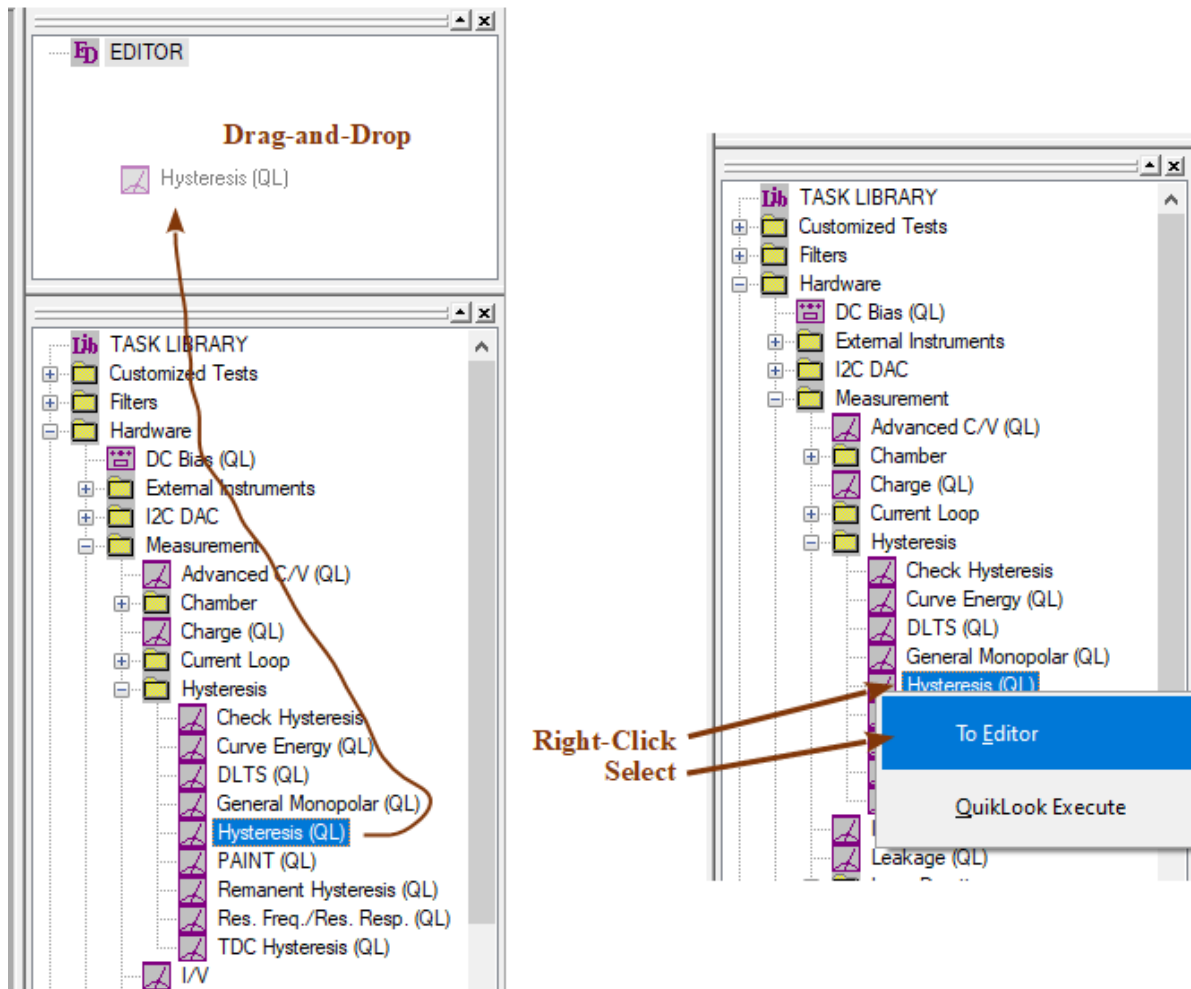 ED EDITOR
Drag-and-Drop
Hysteresis (QL)
Lib TASK LIBRARY
Customized Tests
Filters
Hardware
DC Bias (QL)
External Instruments
I2C DAC
Measurement
Advanced C/V (QL)
Chamber
Charge (QL)
Current Loop
Hysteresis
Check Hysteresis
Curve Energy (QL)
DLTS (QL)
General Monopolar (QL)
Hysteresis (QL)
PAINT (QL)
Remanent Hysteresis (QL)
Res. Freq./Res. Resp. (QL)
TDC Hysteresis (QL)
I/V
Lib TASK LIBRARY
Customized Tests
Filters
Hardware
DC Bias (QL)
External Instruments
I2C DAC
Measurement
Advanced C/V (QL)
Chamber
Charge (QL)
Current Loop
Hysteresis
Check Hysteresis
Curve Energy (QL)
DLTS (QL)
General Monopolar (QL)
Hysteresis (QL)
Right-Click
Select
To Editor
QuikLook Execute
Leakage (QL)